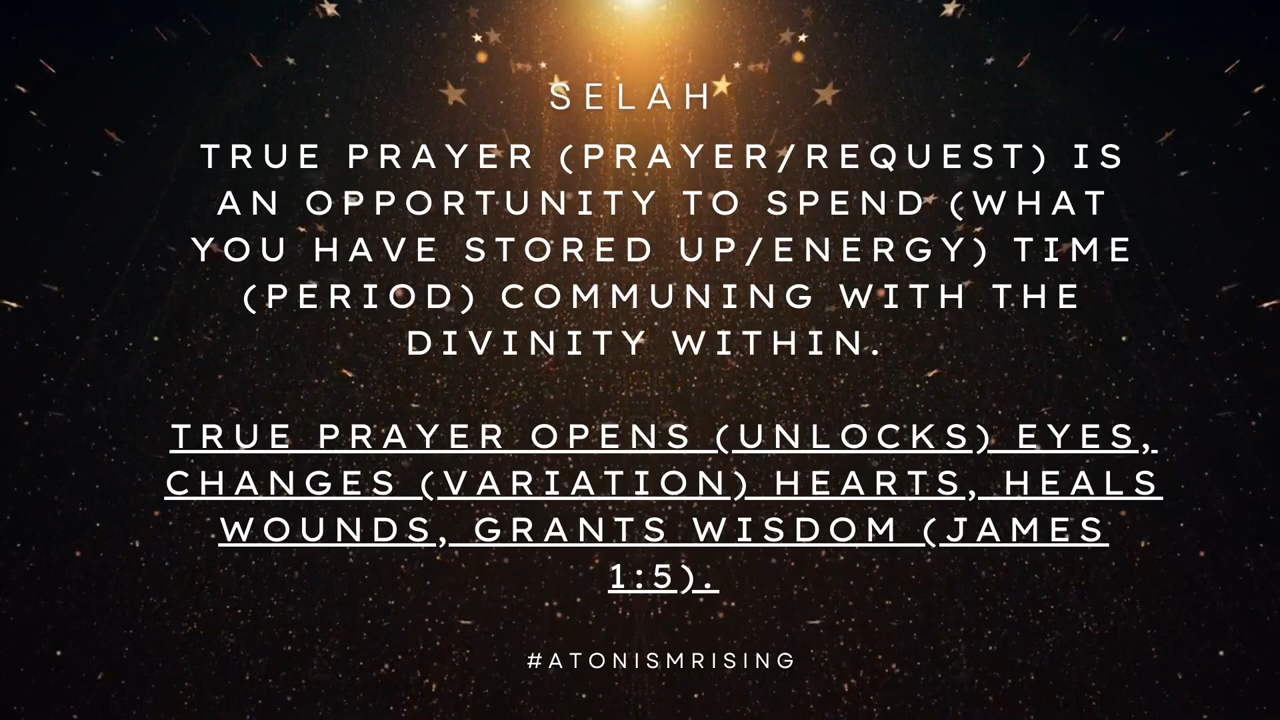 SELAH
TRUE PRAYER (PRAYER/REQUEST) IS
AN OPPORTUNITY TO SPEND (WHAT
YOU HAVE STORED UP/ENERGY) TIME
(PERIOD) COMMUNING WITH THE
DIVINITY WITHIN.
TRUE PRAYER OPENS (UNLOCKS) EYES,
CHANGES (VARIATION) HEARTS, HEALS
WOUNDS, GRANTS WISDOM (JAMES
1:5).
#ATONISMRISING